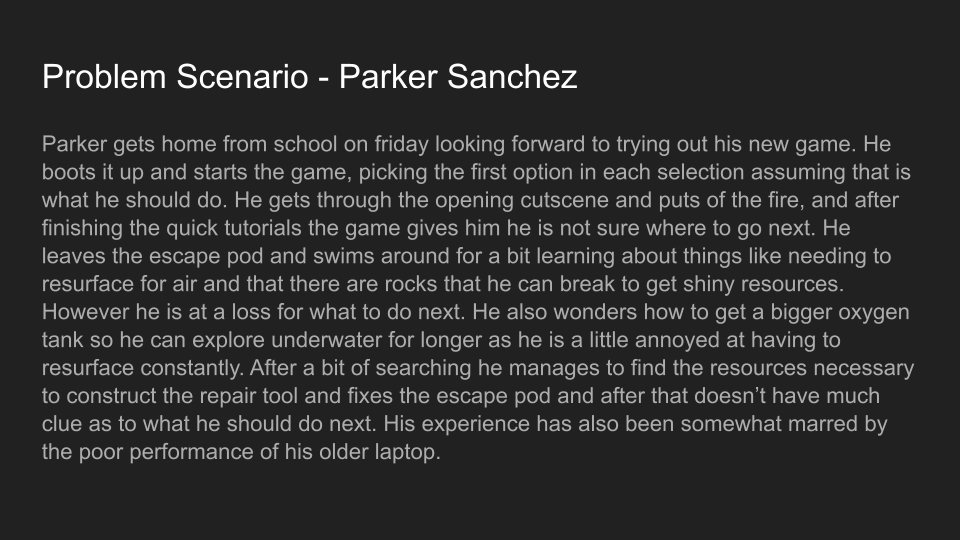 Problem Scenario - Parker Sanchez
Parker gets home from school on friday looking forward to trying out his new game. He
boots it up and starts the game, picking the first option in each selection assuming that is
what he should do. He gets through the opening cutscene and puts of the fire, and after
finishing the quick tutorials the game gives him he is not sure where to go next. He
leaves the escape pod and swims around for a bit learning about things like needing to
resurface for air and that there are rocks that he can break to get shiny resources.
However he is at a loss for what to do next. He also wonders how to get a bigger oxygen
tank so he can explore underwater for longer as he is a little annoyed at having to
resurface constantly. After a bit of searching he manages to find the resources necessary
to construct the repair tool and fixes the escape pod and after that doesn’t have much
clue as to what he should do next. His experience has also been somewhat marred by
the poor performance of his older laptop.